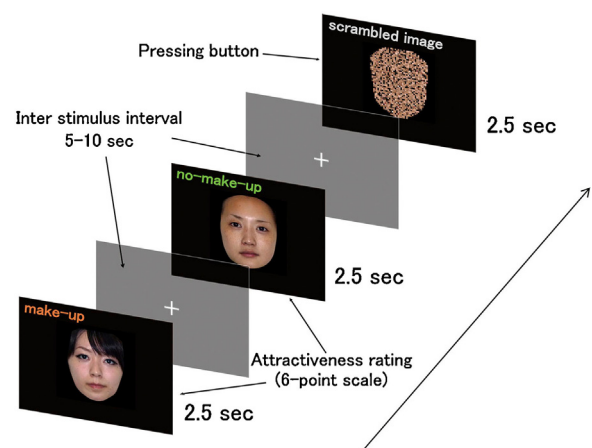 scrambled image
Pressing button
2.5 sec
Inter stimulus interval
5-10 sec
no-make-up
2.5 sec
make-up
Attractiveness rating
(6-point scale)
2.5 sec